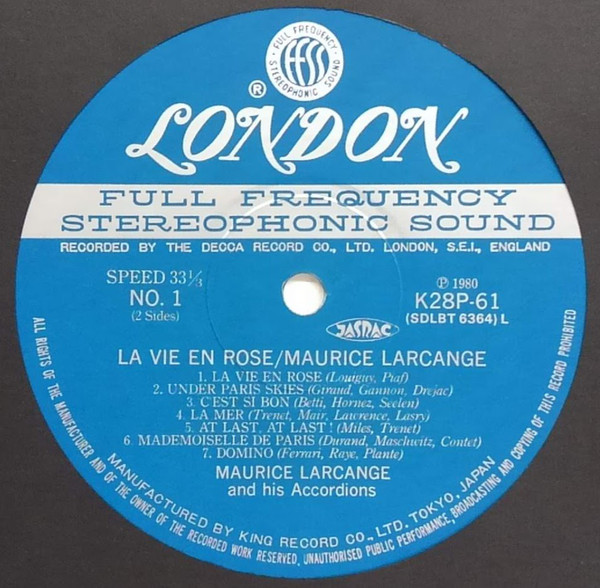 FULL FREQUENCY
STEREOPHONIC SOUND
ffss
®
LONDON
FULL FREQUENCY
STEREOPHONIC SOUND
RECORDED BY THE DECCA RECORD CO., LTD. LONDON, S.E.I., ENGLAND
SPEED 33⅓
NO. 1
(2 Sides)
℗ 1980
K28P-61
(SDLBT 6364) L
JASRAC
LA VIE EN ROSE/MAURICE LARCANGE
1. LA VIE EN ROSE (Louiguy, Piaf)
2. UNDER PARIS SKIES (Giraud, Gannon, Drejac)
3. C'EST SI BON (Betti, Hornez, Seelen)
4. LA MER (Trenet, Mair, Lawrence, Lasry)
5. AT LAST, AT LAST! (Miles, Trenet)
6. MADEMOISELLE DE PARIS (Durand, Maschwitz, Contet)
7. DOMINO (Ferrari, Raye, Plante)
MAURICE LARCANGE
and his Accordions
MANUFACTURED BY KING RECORD CO., LTD. TOKYO, JAPAN
ALL RIGHTS OF THE MANUFACTURER AND OF THE OWNER OF THE RECORDED WORK RESERVED, UNAUTHORISED PUBLIC PERFORMANCE, BROADCASTING AND COPYING OF THIS RECORD PROHIBITED